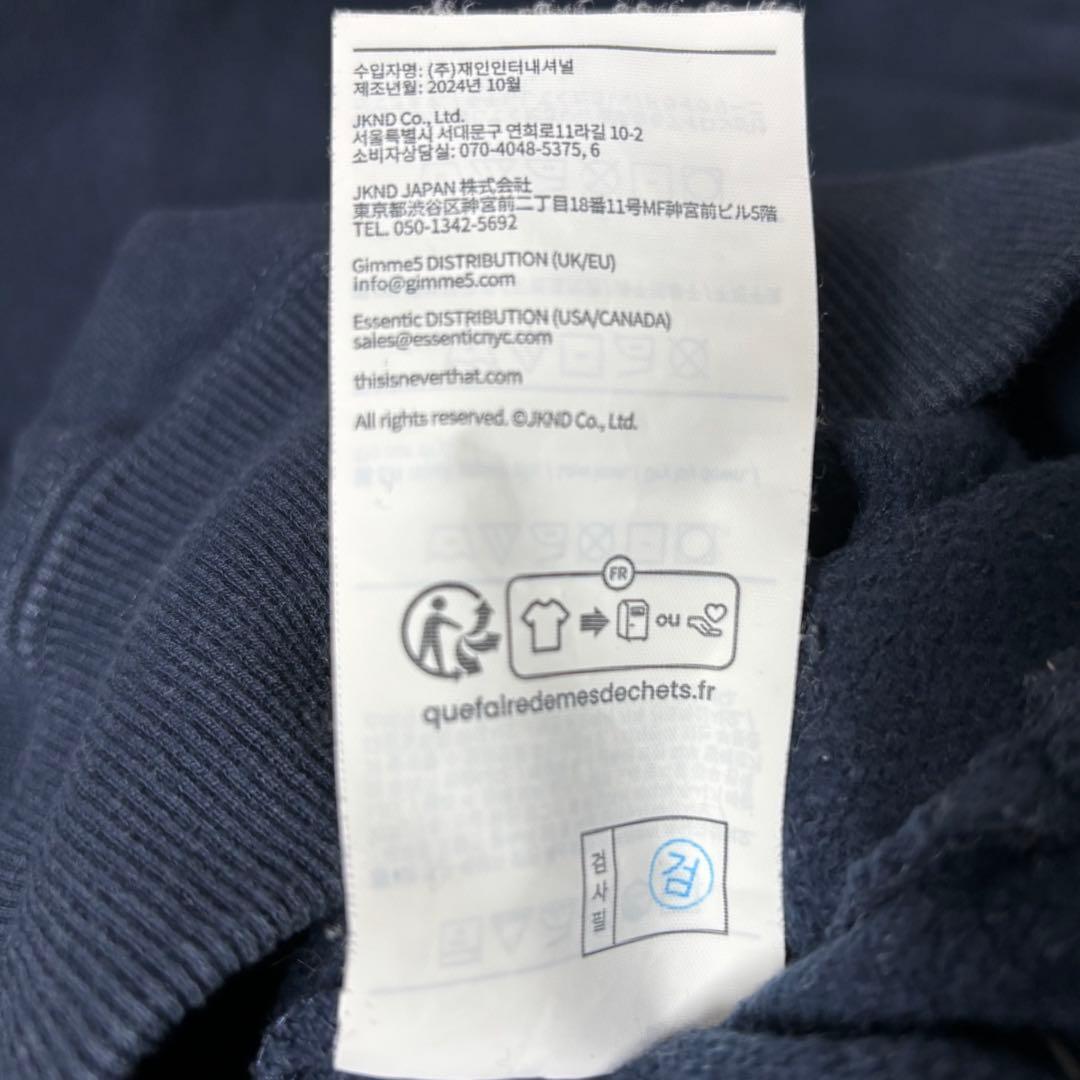 수입자명: (주)재인인터내셔널
제조년월: 2024년 10월
JKND Co., Ltd.
서울특별시 서대문구 연희로11라길 10-2
소비자상담실: 070-4048-5375, 6
JKND JAPAN 株式会社
東京都渋谷区神宮前二丁目18番11号MF神宮前ビル5階
TEL. 050-1342-5692
Gimme5 DISTRIBUTION (UK/EU)
info@gimme5.com
Essentic DISTRIBUTION (USA/CANADA)
sales@essenticnyc.com
thisisneverthat.com
All rights reserved. ©JKND Co., Ltd.
FR
ou
quefairedemesdechets.fr
검사필
검